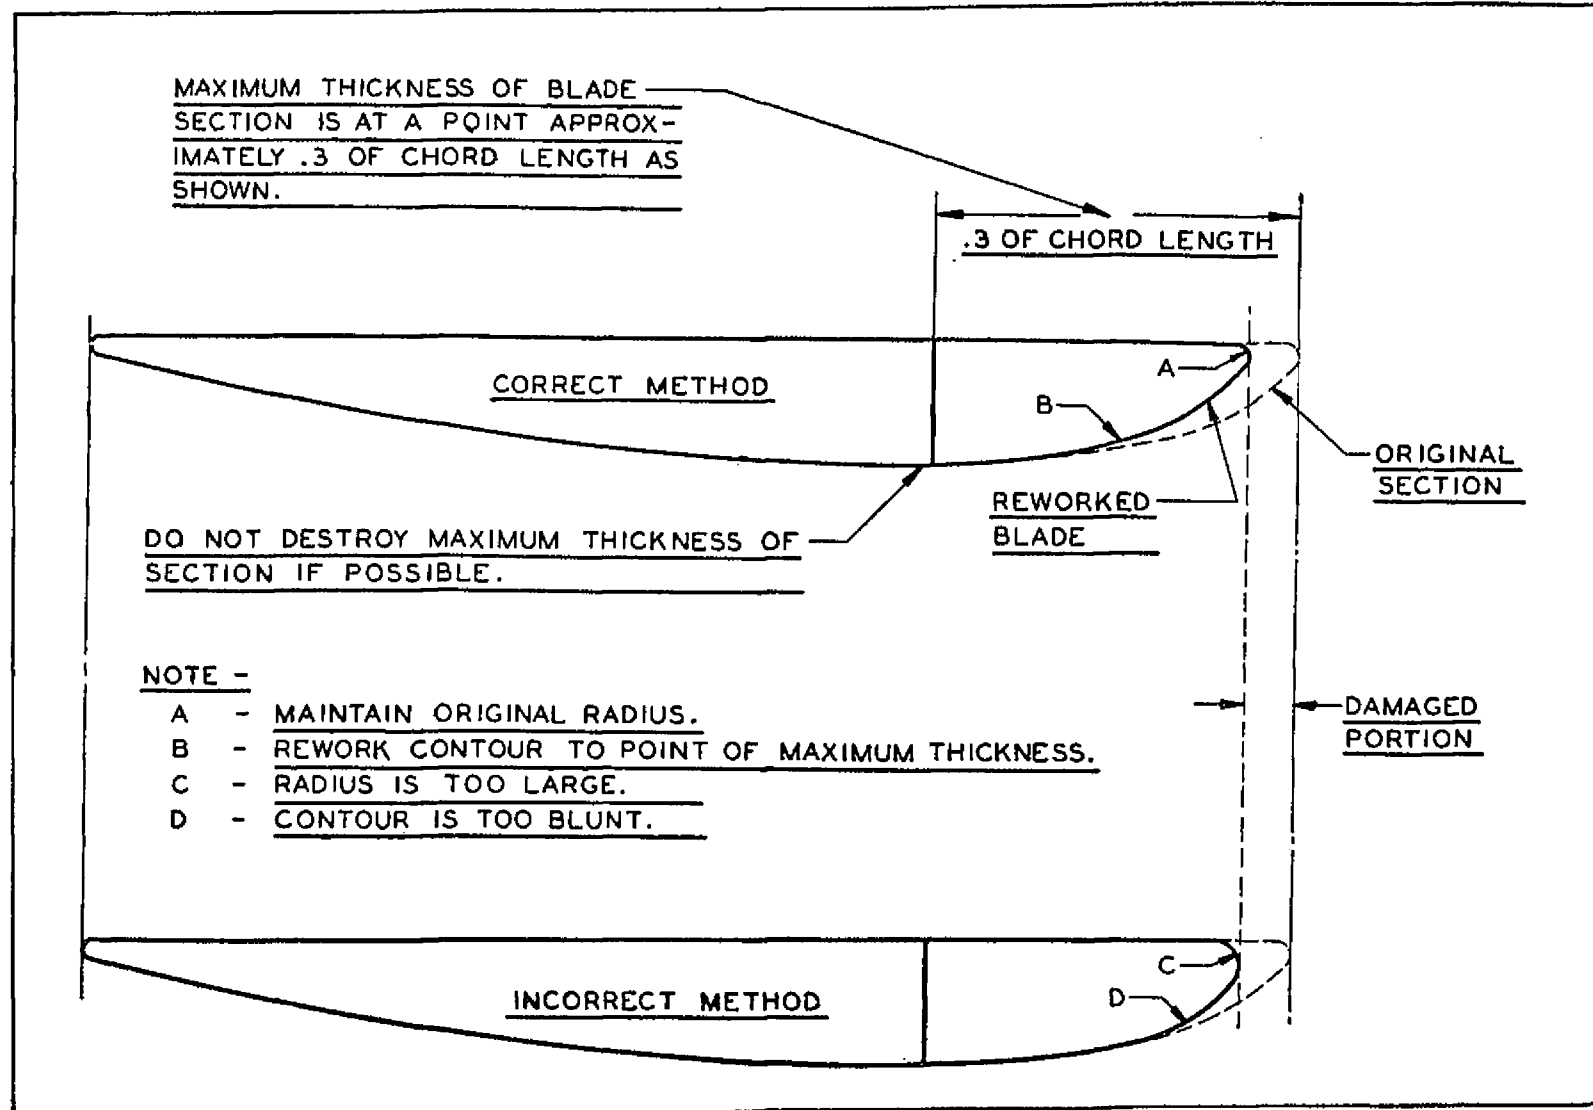 MAXIMUM THICKNESS OF BLADE
SECTION IS AT A POINT APPROX-
IMATELY .3 OF CHORD LENGTH AS
SHOWN.
.3 OF CHORD LENGTH
A
CORRECT METHOD
B
ORIGINAL
SECTION
REWORKED
BLADE
DO NOT DESTROY MAXIMUM THICKNESS OF
SECTION IF POSSIBLE.
NOTE -
A - MAINTAIN ORIGINAL RADIUS.
B - REWORK CONTOUR TO POINT OF MAXIMUM THICKNESS.
C - RADIUS IS TOO LARGE.
D - CONTOUR IS TOO BLUNT.
DAMAGED
PORTION
C
INCORRECT METHOD
D